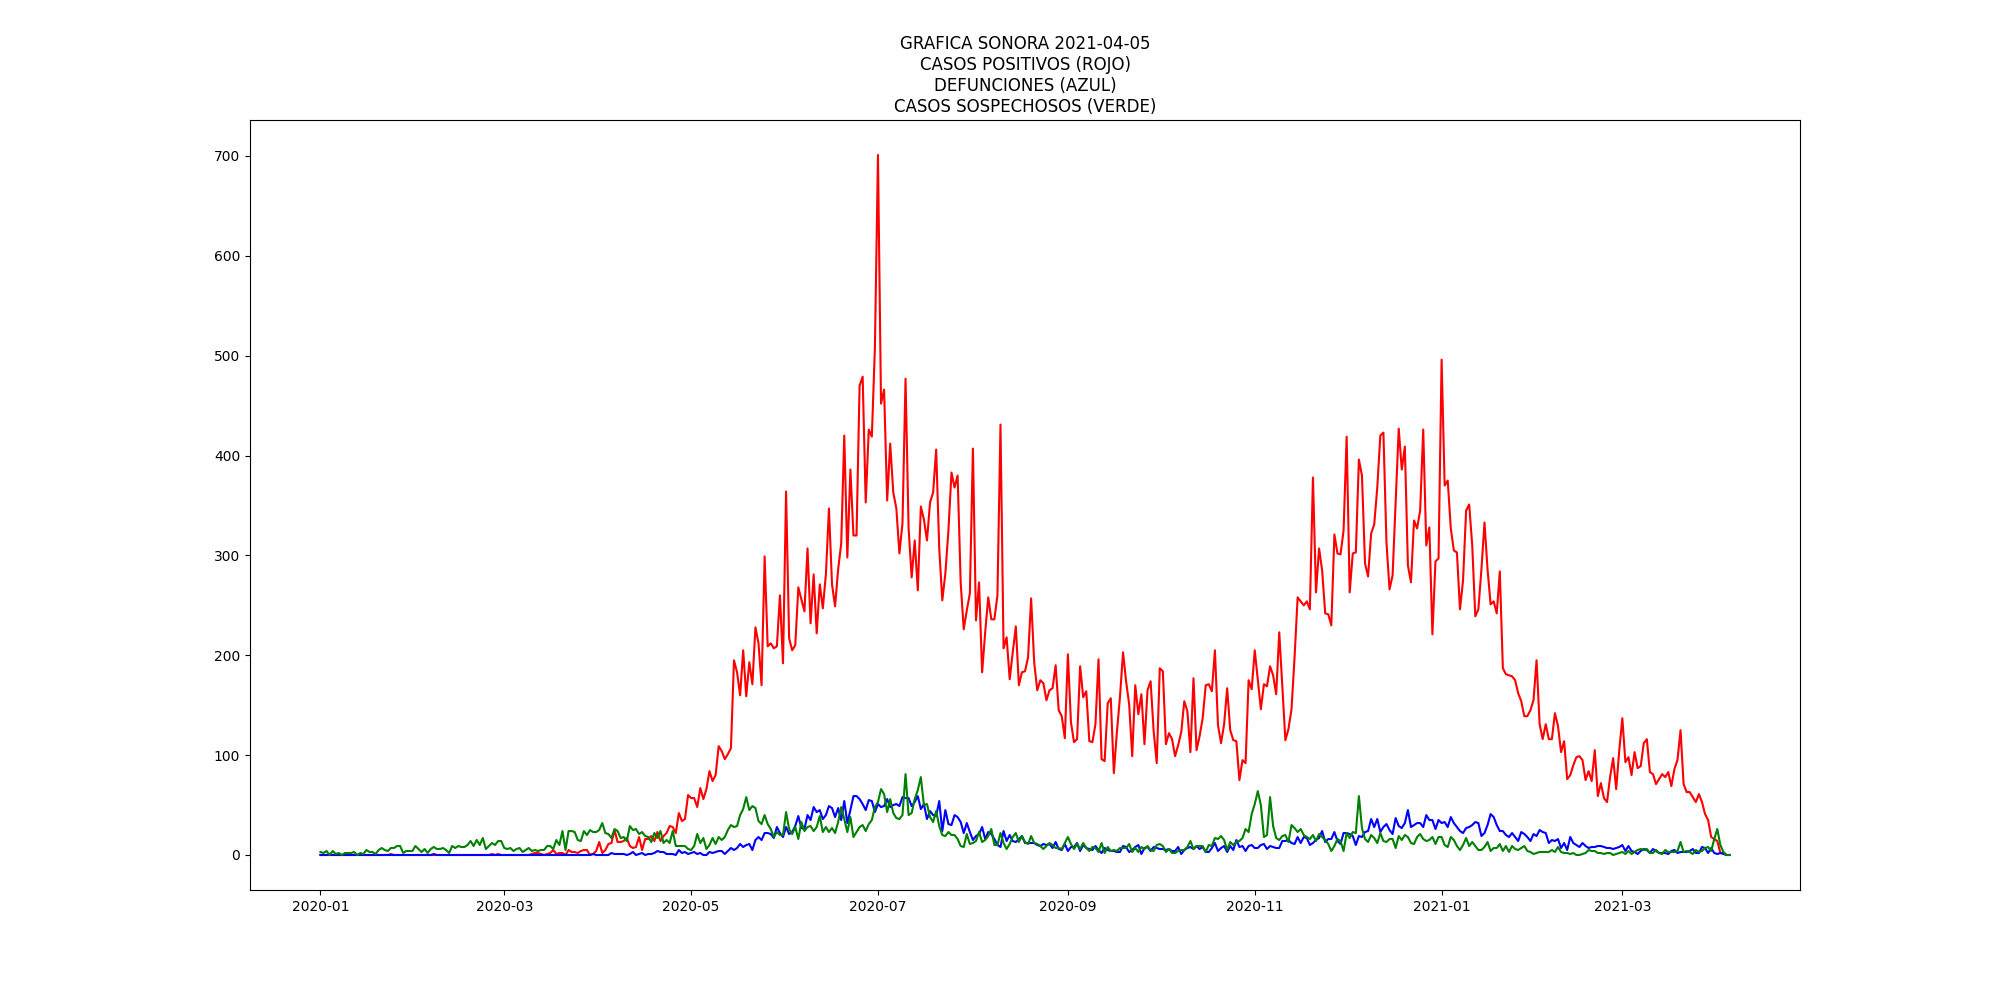 GRAFICA SONORA 2021-04-05
CASOS POSITIVOS (ROJO)
DEFUNCIONES (AZUL)
CASOS SOSPECHOSOS (VERDE)
700
600
500
400
300
200
100
0
2020-01 2020-03 2020-05 2020-07 2020-09 2020-11 2021-01 2021-03